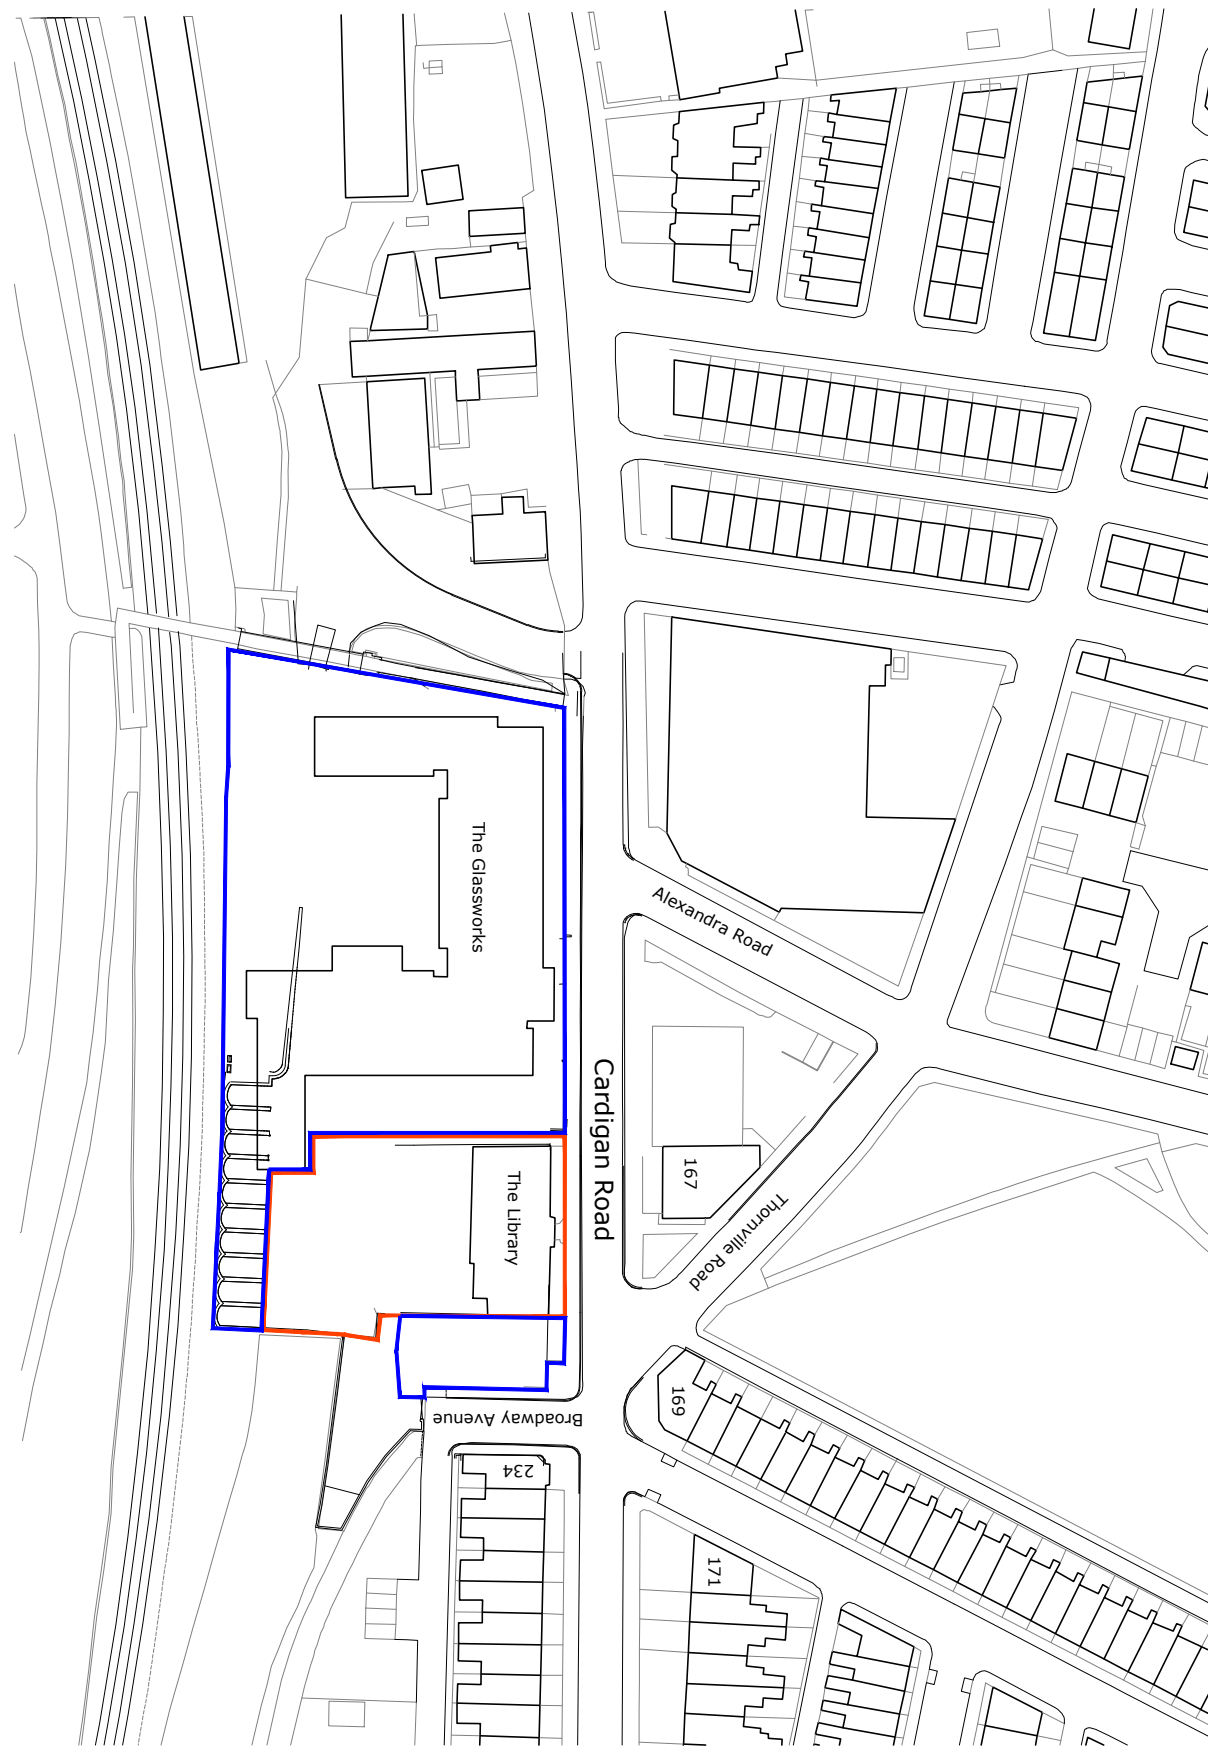 The Glassworks
Alexandra Road
Cardigan Road
167
The Library
Thornville Road
169
Broadway Avenue
234
171